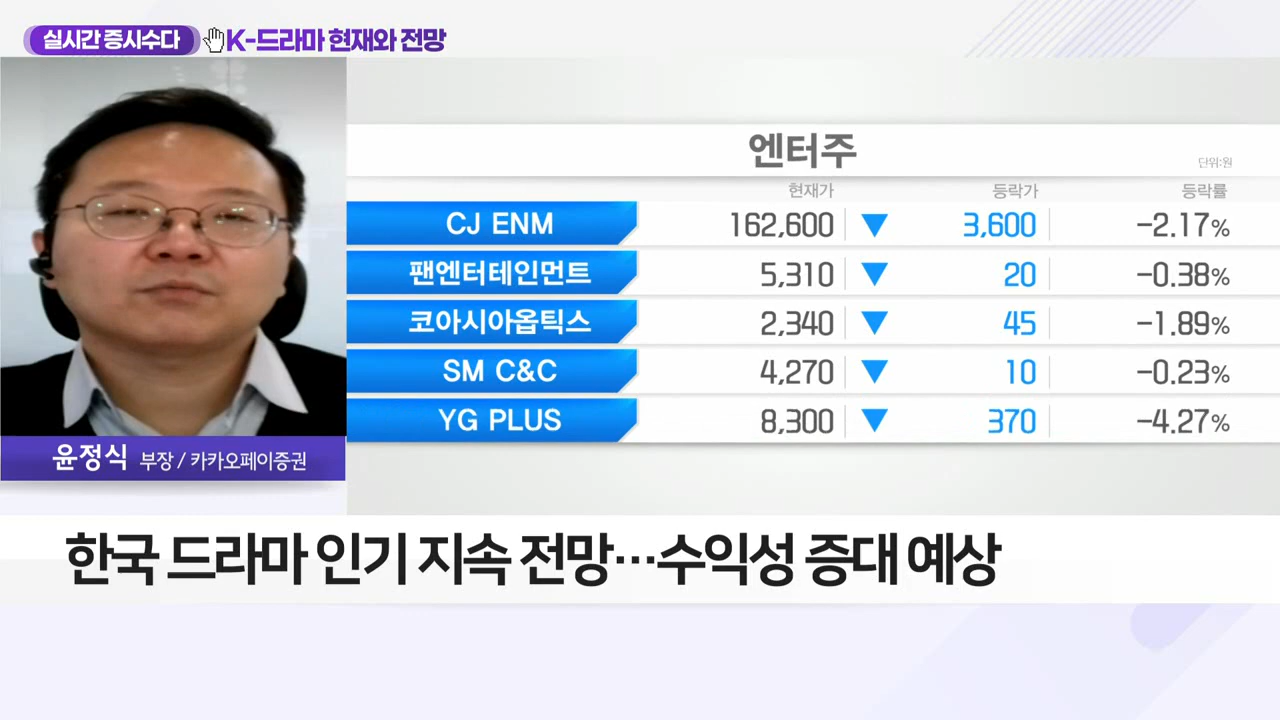 실시간 증시수다 K-드라마 현재와 전망
엔터주
단위:원
현재가 등락가 등락률
CJ ENM 162,600 ▼ 3,600 -2.17%
팬엔터테인먼트 5,310 ▼ 20 -0.38%
코아시아옵틱스 2,340 ▼ 45 -1.89%
SM C&C 4,270 ▼ 10 -0.23%
YG PLUS 8,300 ▼ 370 -4.27%
윤정식 부장 / 카카오페이증권
한국 드라마 인기 지속 전망…수익성 증대 예상